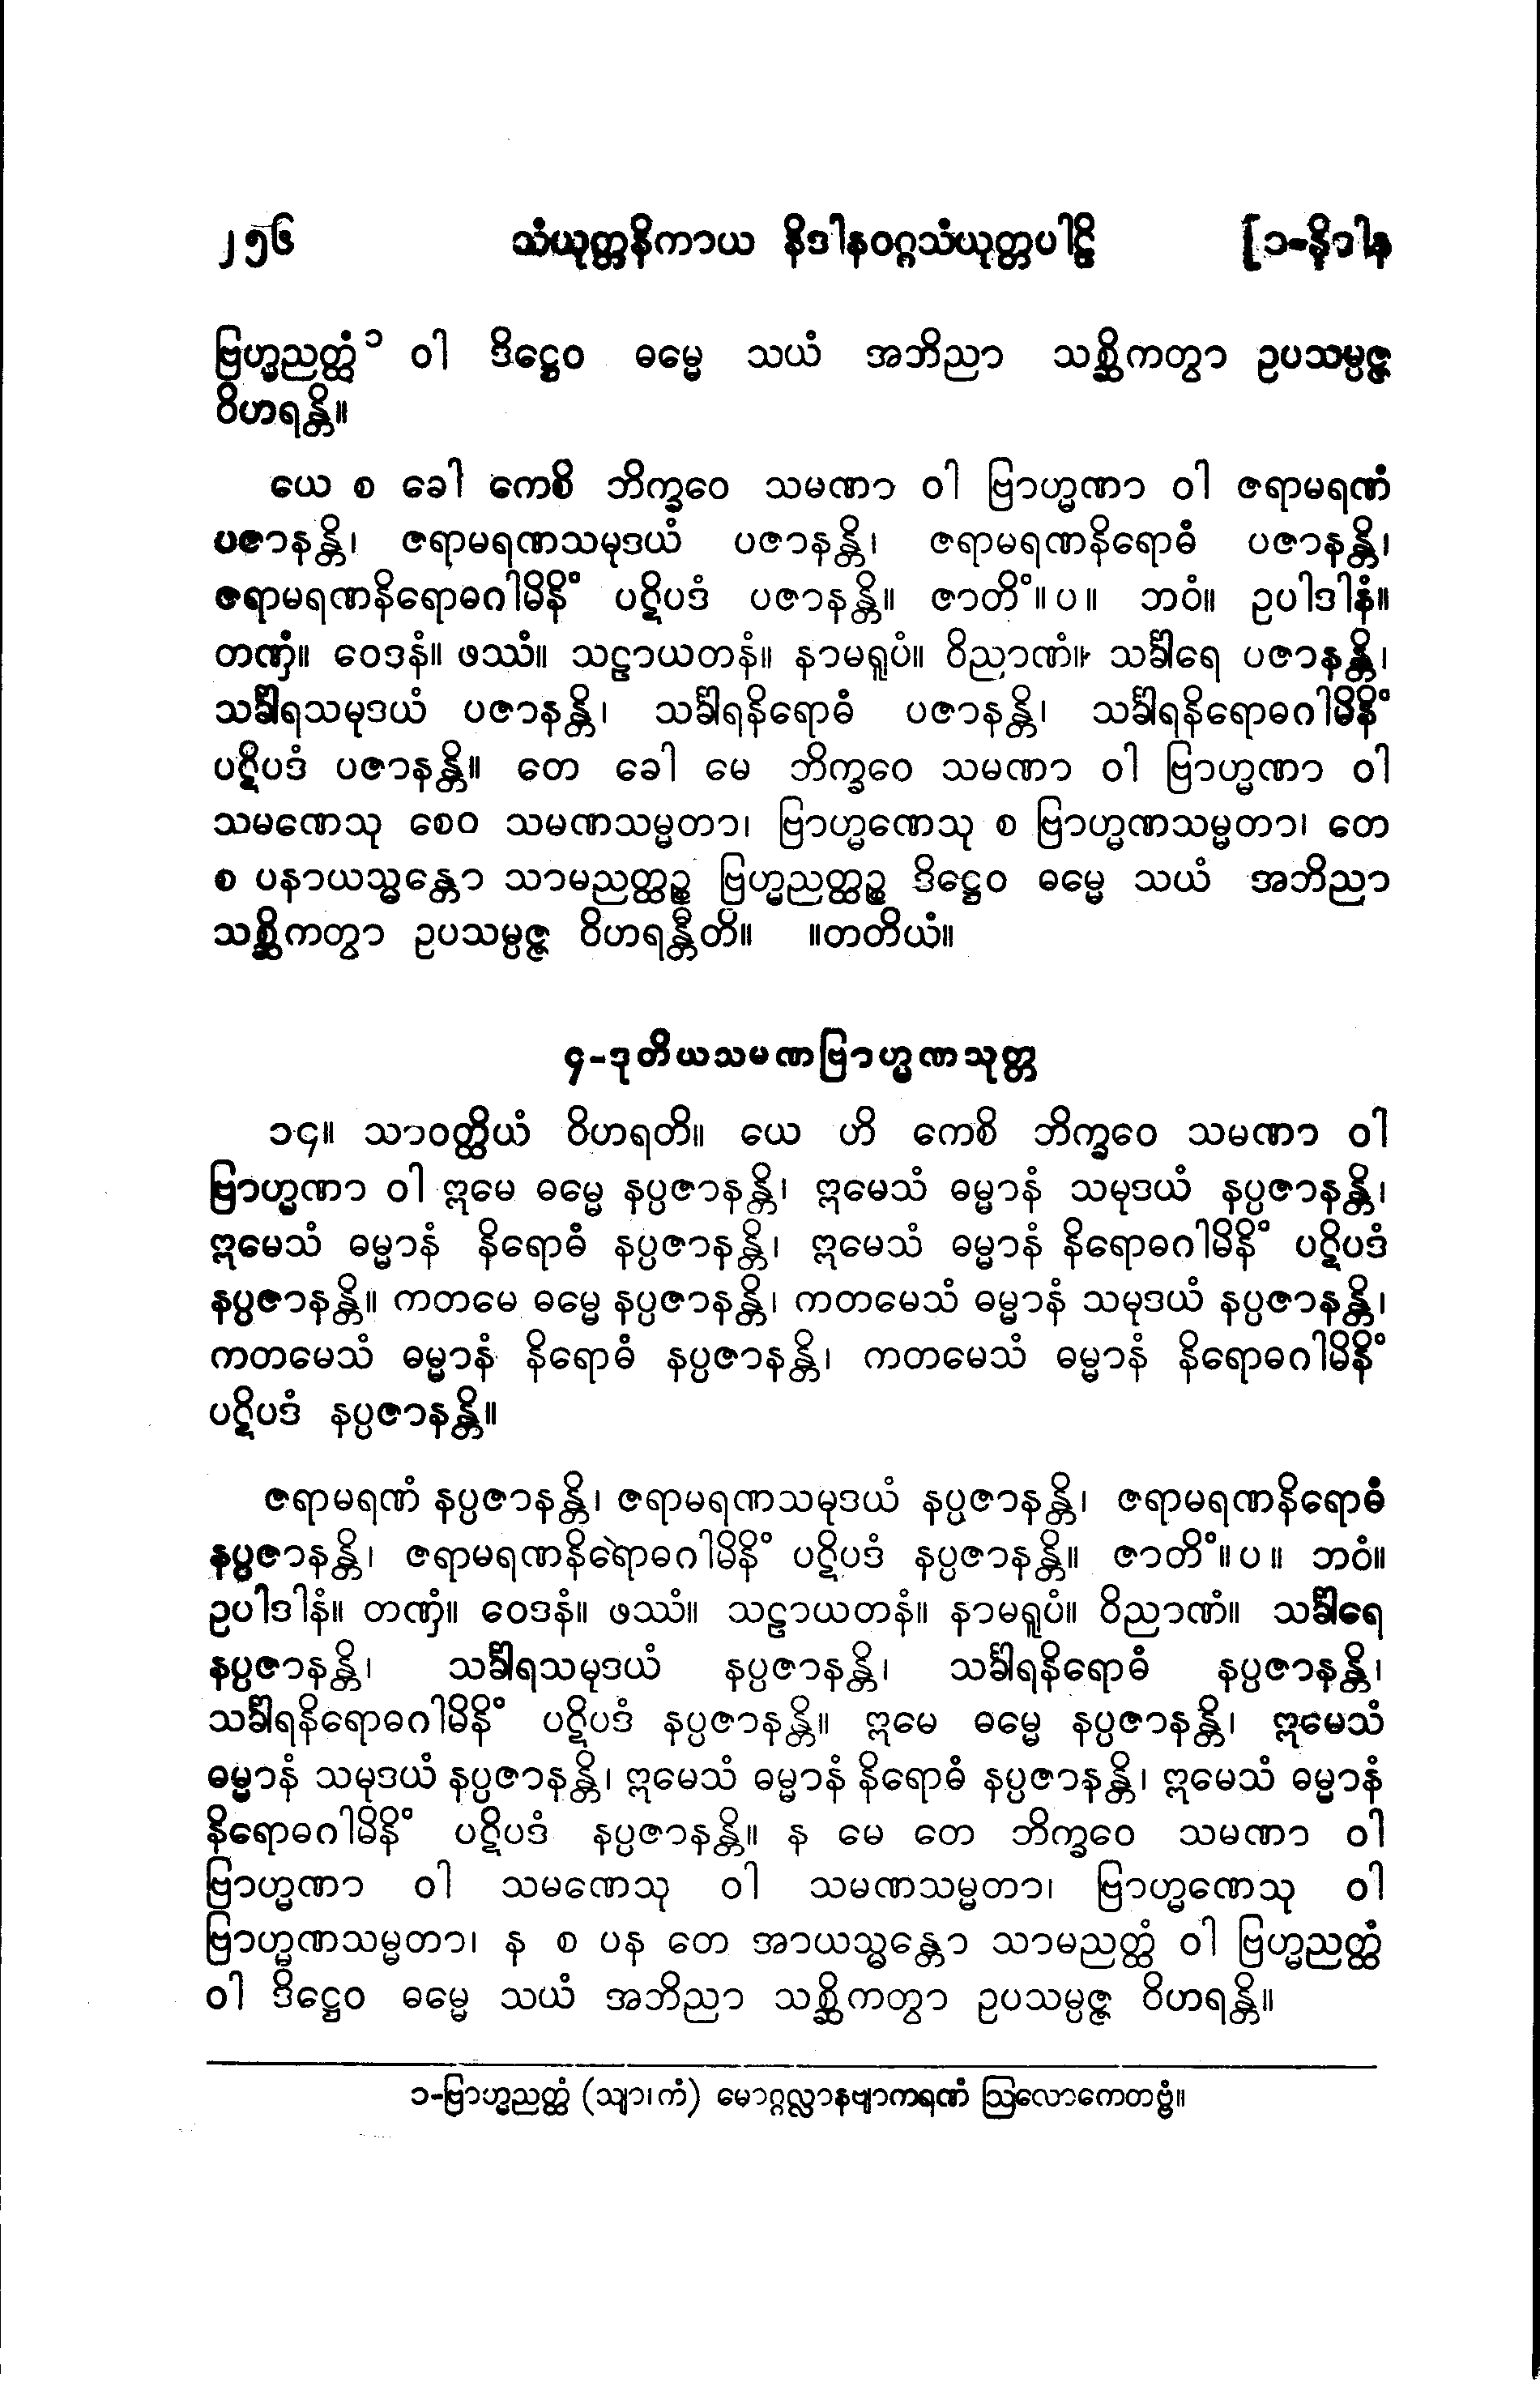 ၂၅၆ သံယုတ္တနိကာယ နိဒါနဝဂ္ဂသံယုတ္တပါဠိ [၁-နိဒါန
ဗြဟ္မညတ္ထံ ၁ ဝါ ဒိဋ္ဌေဝ ဓမ္မေ သယံ အဘိညာ သစ္ဆိကတွာ ဥပသမ္ပဇ္ဇ
ဝိဟရန္တိ။
ယေ စ ခေါ ကေစိ ဘိက္ခဝေ သမဏာ ဝါ ဗြာဟ္မဏာ ဝါ ဇရာမရဏံ
ပဇာနန္တိ၊ ဇရာမရဏသမုဒယံ ပဇာနန္တိ၊ ဇရာမရဏနိရောဓံ ပဇာနန္တိ၊
ဇရာမရဏနိရောဓဂါမိနိံ ပဋိပဒံ ပဇာနန္တိ။ ဇာတိံ။ပ။ ဘဝံ။ ဥပါဒါနံ။
တဏှံ။ ဝေဒနံ။ ဖဿံ။ သဠာယတနံ။ နာမရူပံ။ ဝိညာဏံ။ သင်္ခါရေ ပဇာနန္တိ၊
သင်္ခါရသမုဒယံ ပဇာနန္တိ၊ သင်္ခါရနိရောဓံ ပဇာနန္တိ၊ သင်္ခါရနိရောဓဂါမိနိံ
ပဋိပဒံ ပဇာနန္တိ။ တေ ခေါ မေ ဘိက္ခဝေ သမဏာ ဝါ ဗြာဟ္မဏာ ဝါ
သမဏေသု စေဝ သမဏသမ္မတာ၊ ဗြာဟ္မဏေသု စ ဗြာဟ္မဏသမ္မတာ၊ တေ
စ ပနာယသ္မန္တော သာမညတ္ထဉ္စ ဗြဟ္မညတ္ထဉ္စ ဒိဋ္ဌေဝ ဓမ္မေ သယံ အဘိညာ
သစ္ဆိကတွာ ဥပသမ္ပဇ္ဇ ဝိဟရန္တီတိ။ ။တတိယံ။
၄-ဒုတိယသမဏဗြာဟ္မဏသုတ္တ
၁၄။ သာဝတ္ထိယံ ဝိဟရတိ။ ယေ ဟိ ကေစိ ဘိက္ခဝေ သမဏာ ဝါ
ဗြာဟ္မဏာ ဝါ ဣမေ ဓမ္မေ နပ္ပဇာနန္တိ၊ ဣမေသံ ဓမ္မာနံ သမုဒယံ နပ္ပဇာနန္တိ၊
ဣမေသံ ဓမ္မာနံ နိရောဓံ နပ္ပဇာနန္တိ၊ ဣမေသံ ဓမ္မာနံ နိရောဓဂါမိနိံ ပဋိပဒံ
နပ္ပဇာနန္တိ။ ကတမေ ဓမ္မေ နပ္ပဇာနန္တိ၊ ကတမေသံ ဓမ္မာနံ သမုဒယံ နပ္ပဇာနန္တိ၊
ကတမေသံ ဓမ္မာနံ နိရောဓံ နပ္ပဇာနန္တိ၊ ကတမေသံ ဓမ္မာနံ နိရောဓဂါမိနိံ
ပဋိပဒံ နပ္ပဇာနန္တိ။
ဇရာမရဏံ နပ္ပဇာနန္တိ၊ ဇရာမရဏသမုဒယံ နပ္ပဇာနန္တိ၊ ဇရာမရဏနိရောဓံ
နပ္ပဇာနန္တိ၊ ဇရာမရဏနိရောဓဂါမိနိံ ပဋိပဒံ နပ္ပဇာနန္တိ။ ဇာတိံ။ပ။ ဘဝံ။
ဥပါဒါနံ။ တဏှံ။ ဝေဒနံ။ ဖဿံ။ သဠာယတနံ။ နာမရူပံ။ ဝိညာဏံ။ သင်္ခါရေ
နပ္ပဇာနန္တိ၊ သင်္ခါရသမုဒယံ နပ္ပဇာနန္တိ၊ သင်္ခါရနိရောဓံ နပ္ပဇာနန္တိ၊
သင်္ခါရနိရောဓဂါမိနိံ ပဋိပဒံ နပ္ပဇာနန္တိ။ ဣမေ ဓမ္မေ နပ္ပဇာနန္တိ၊ ဣမေသံ
ဓမ္မာနံ သမုဒယံ နပ္ပဇာနန္တိ၊ ဣမေသံ ဓမ္မာနံ နိရောဓံ နပ္ပဇာနန္တိ၊ ဣမေသံ ဓမ္မာနံ
နိရောဓဂါမိနိံ ပဋိပဒံ နပ္ပဇာနန္တိ။ န မေ တေ ဘိက္ခဝေ သမဏာ ဝါ
ဗြာဟ္မဏာ ဝါ သမဏေသု ဝါ သမဏသမ္မတာ၊ ဗြာဟ္မဏေသု ဝါ
ဗြာဟ္မဏသမ္မတာ၊ န စ ပန တေ အာယသ္မန္တော သာမညတ္ထံ ဝါ ဗြဟ္မညတ္ထံ
ဝါ ဒိဋ္ဌေဝ ဓမ္မေ သယံ အဘိညာ သစ္ဆိကတွာ ဥပသမ္ပဇ္ဇ ဝိဟရန္တိ။
၁-ဗြာဟ္မညတ္ထံ (သျာ၊ကံ) မောဂ္ဂလ္လာနဗျာကရဏံ ဩလောကေတဗ္ဗံ။